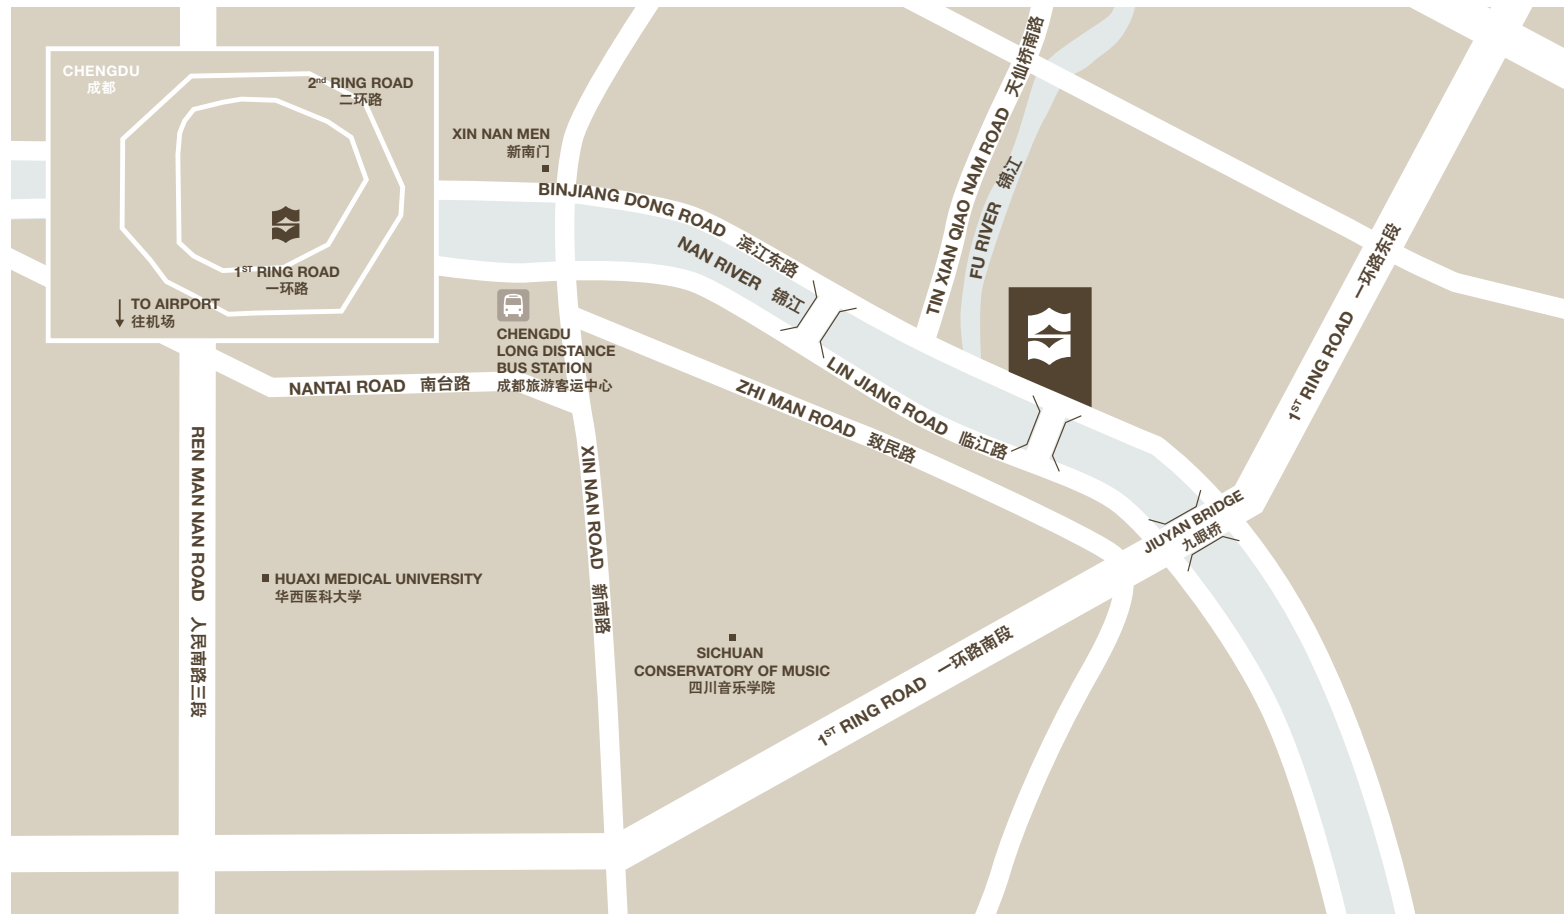 CHENGDU
成都
2nd RING ROAD
二环路
1ST RING ROAD
一环路
TO AIRPORT
往机场
XIN NAN MEN
新南门
BINJIANG DONG ROAD 滨江东路
NAN RIVER 锦江
TIN XIAN QIAO NAM ROAD 天仙桥南路
FU RIVER 锦江
1ST RING ROAD 一环路东段
CHENGDU
LONG DISTANCE
BUS STATION
成都旅游客运中心
NANTAI ROAD 南台路
ZHI MAN ROAD 致民路
LIN JIANG ROAD 临江路
REN MAN NAN ROAD 人民南路三段
XIN NAN ROAD 新南路
JIUYAN BRIDGE
九眼桥
HUAXI MEDICAL UNIVERSITY
华西医科大学
SICHUAN
CONSERVATORY OF MUSIC
四川音乐学院
1ST RING ROAD 一环路南段